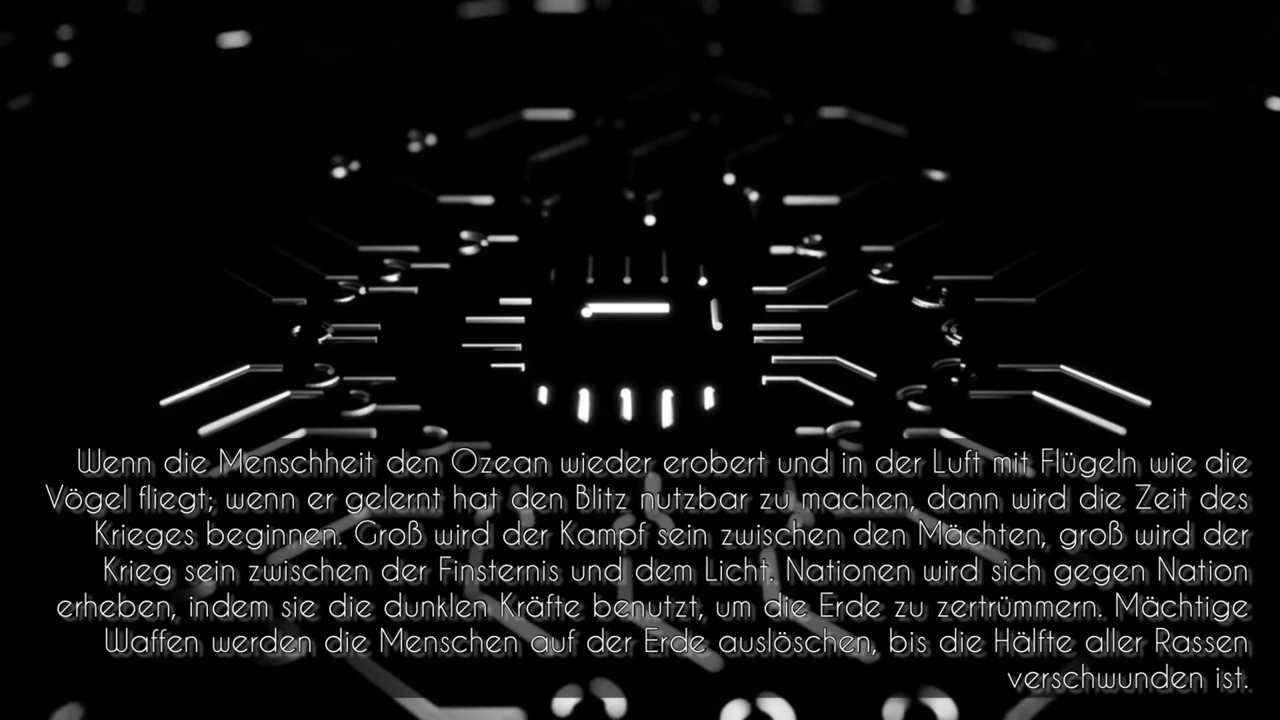 Wenn die Menschheit den Ozean wieder erobert und in der Luft mit Flügeln wie die
Vögel fliegt; wenn er gelernt hat den Blitz nutzbar zu machen, dann wird die Zeit des
Krieges beginnen. Groß wird der Kampf sein zwischen den Mächten, groß wird der
Krieg sein zwischen der Finsternis und dem Licht. Nationen wird sich gegen Nation
erheben, indem sie die dunklen Kräfte benutzt, um die Erde zu zertrümmern. Mächtige
Waffen werden die Menschen auf der Erde auslöschen, bis die Hälfte aller Rassen
verschwunden ist.